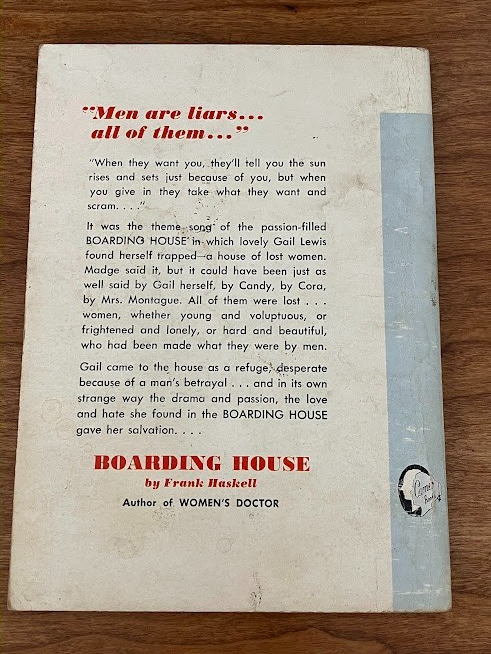 "Men are liars...
all of them..."
"When they want you, they'll tell you the sun
rises and sets just because of you, but when
you give in they take what they want and
scram. . . ."
It was the theme song of the passion-filled
BOARDING HOUSE in which lovely Gail Lewis
found herself trapped—a house of lost women.
Madge said it, but it could have been just as
well said by Gail herself, by Candy, by Cora,
by Mrs. Montague. All of them were lost . . .
women, whether young and voluptuous, or
frightened and lonely, or hard and beautiful,
who had been made what they were by men.
Gail came to the house as a refuge, desperate
because of a man's betrayal . . . and in its own
strange way the drama and passion, the love
and hate she found in the BOARDING HOUSE
gave her salvation. . . .
BOARDING HOUSE
by Frank Haskell
Author of WOMEN'S DOCTOR